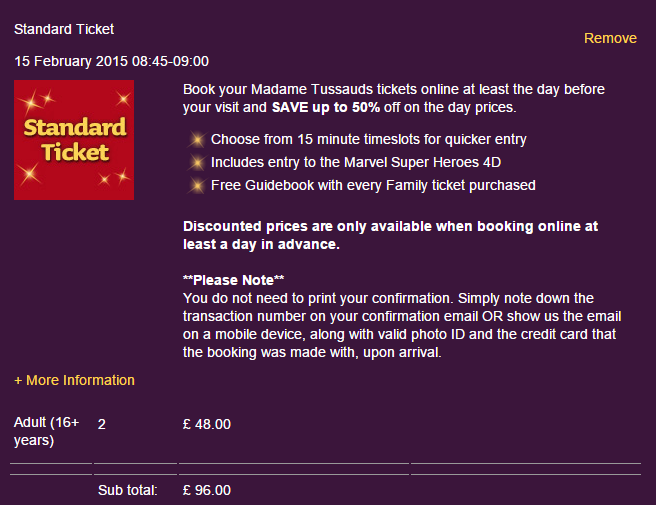 Standard Ticket
Remove
15 February 2015 08:45-09:00
Standard
Ticket
Book your Madame Tussauds tickets online at least the day before
your visit and SAVE up to 50% off on the day prices.
Choose from 15 minute timeslots for quicker entry
Includes entry to the Marvel Super Heroes 4D
Free Guidebook with every Family ticket purchased
Discounted prices are only available when booking online at
least a day in advance.
**Please Note**
You do not need to print your confirmation. Simply note down the
transaction number on your confirmation email OR show us the email
on a mobile device, along with valid photo ID and the credit card that
the booking was made with, upon arrival.
+ More Information
Adult (16+ 2 £ 48.00
years)
Sub total: £ 96.00